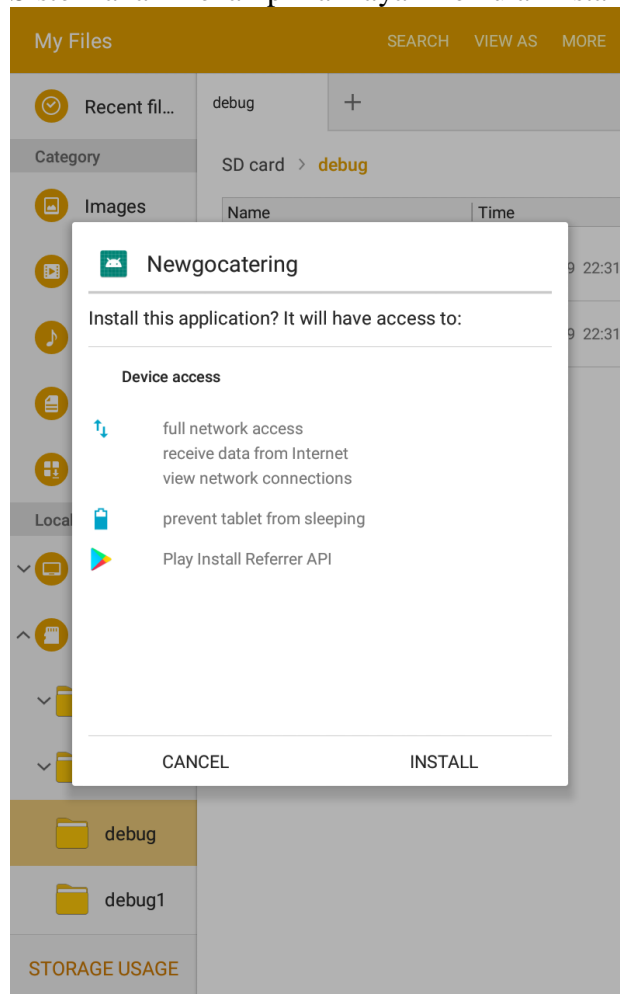 My Files SEARCH VIEW AS MORE
Recent fil... debug
Category
SD card > debug
Images Name Time
Newgocatering
9 22:31
Install this application? It will have access to:
9 22:31
Device access
full network access
receive data from Internet
view network connections
Local
prevent tablet from sleeping
Play Install Referrer API
CANCEL INSTALL
debug
debug1
STORAGE USAGE